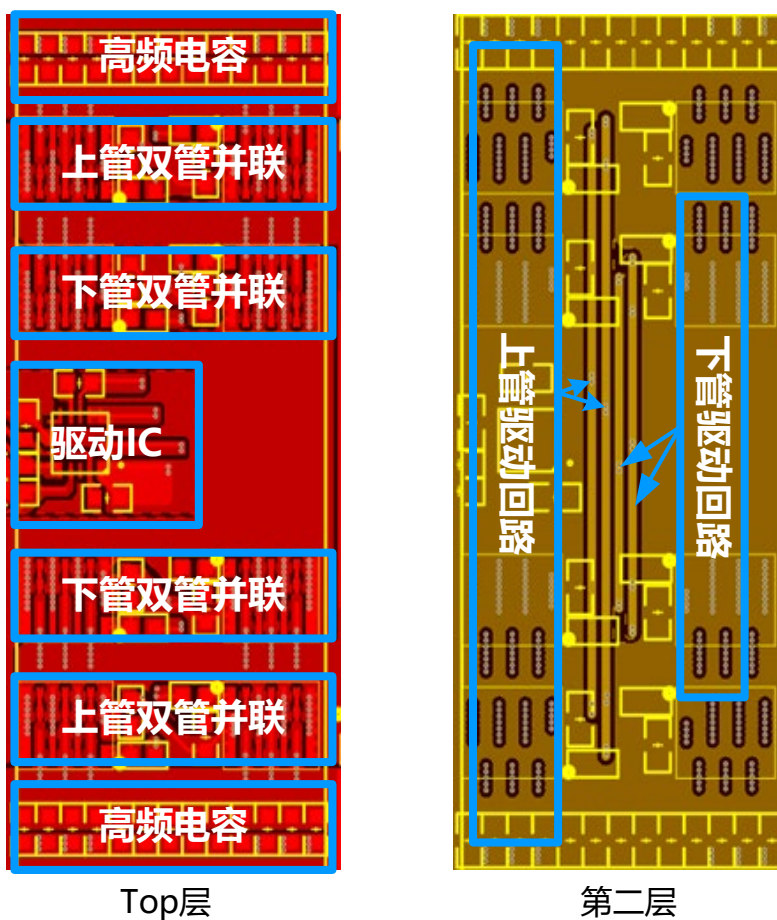 高频电容
上管双管并联
下管双管并联
驱动IC
下管双管并联
上管双管并联
高频电容
Top层
上管驱动回路
下管驱动回路
第二层